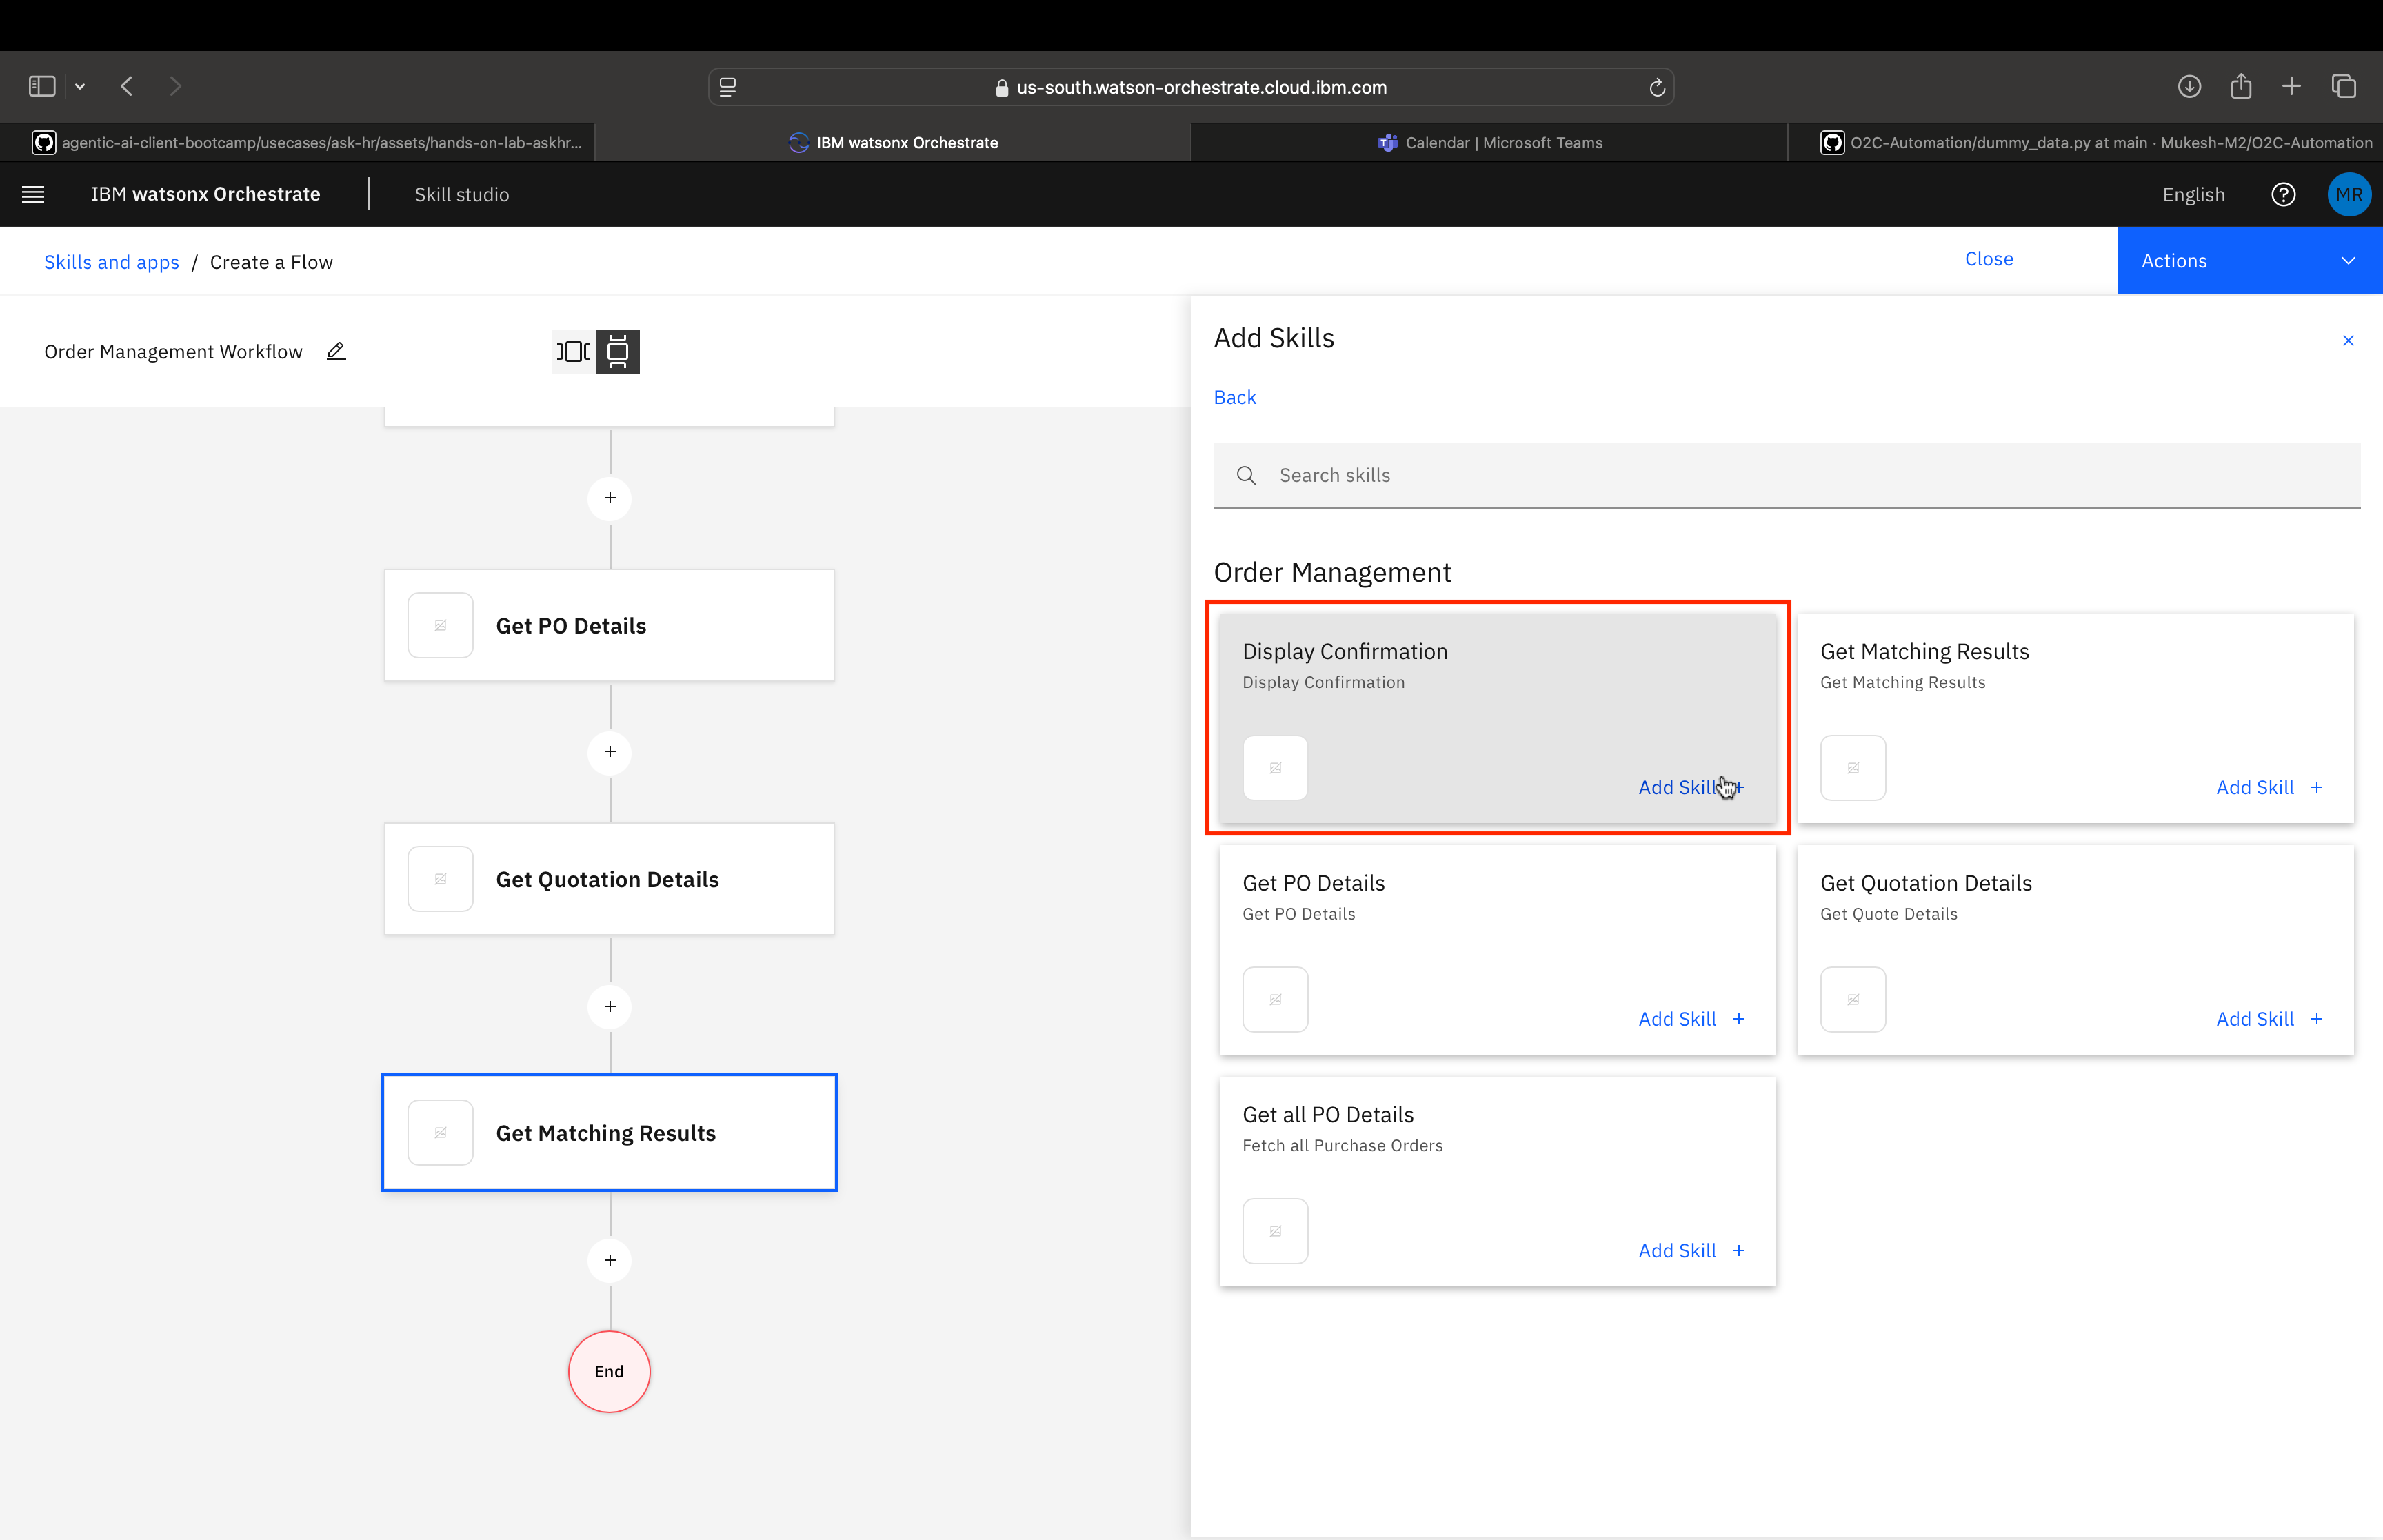 us-south.watson-orchestrate.cloud.ibm.com
agentic-ai-client-bootcamp/usecases/ask-hr/assets/hands-on-lab-askhr...
IBM watsonx Orchestrate
Calendar | Microsoft Teams
O2C-Automation/dummy_data.py at main · Mukesh-M2/O2C-Automation
IBM watsonx Orchestrate
Skill studio
English
MR
Skills and apps / Create a Flow
Close
Actions
Order Management Workflow
Get PO Details
Get Quotation Details
Get Matching Results
End
Add Skills
Back
Search skills
Order Management
Display Confirmation
Display Confirmation
Add Skill +
Get Matching Results
Get Matching Results
Add Skill +
Get PO Details
Get PO Details
Add Skill +
Get Quotation Details
Get Quote Details
Add Skill +
Get all PO Details
Fetch all Purchase Orders
Add Skill +